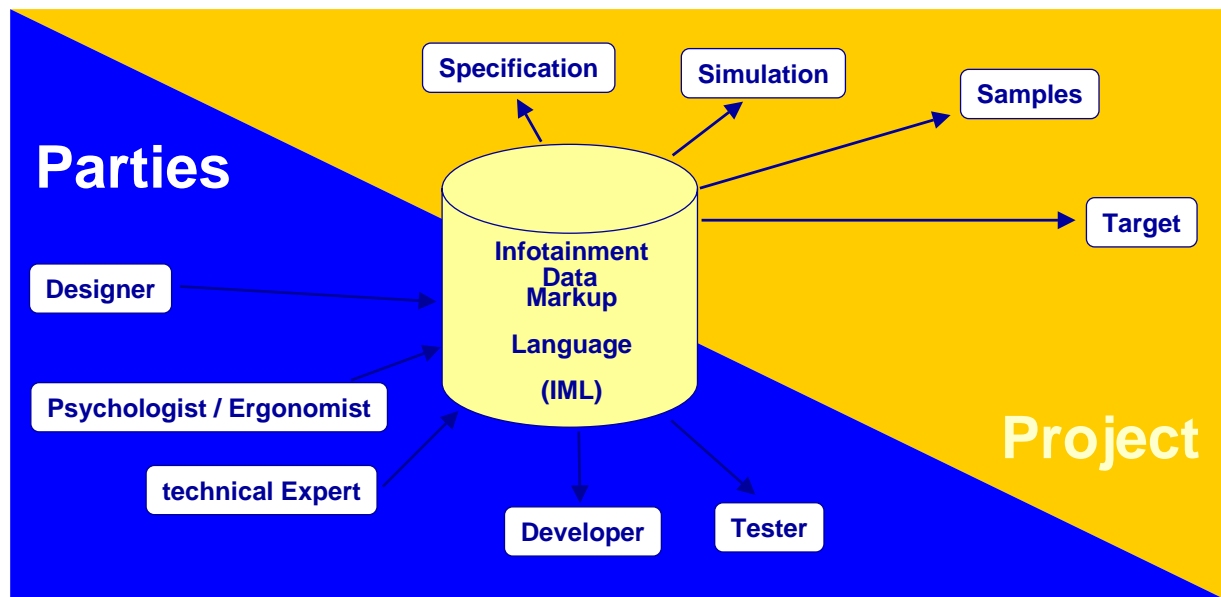 Specification
Simulation
Samples
Parties
Target
Infotainment
Data
Markup
Language
(IML)
Designer
Psychologist / Ergonomist
technical Expert
Developer
Tester
Project